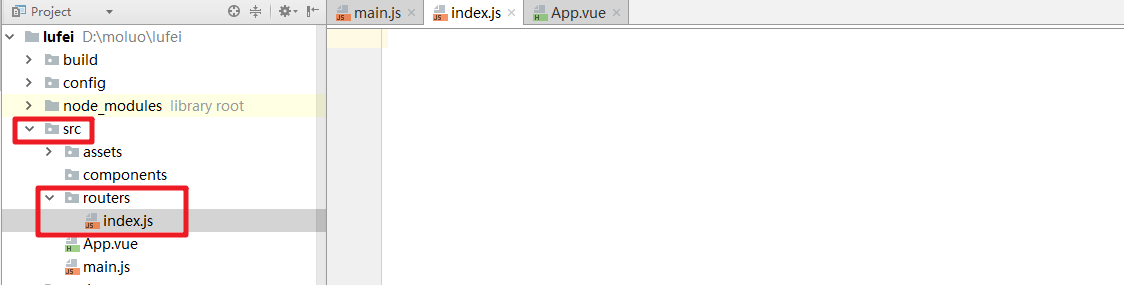 Project
main.js
index.js
App.vue
lufei D:\moluo\lufei
build
config
node_modules library root
src
assets
components
routers
index.js
App.vue
main.js